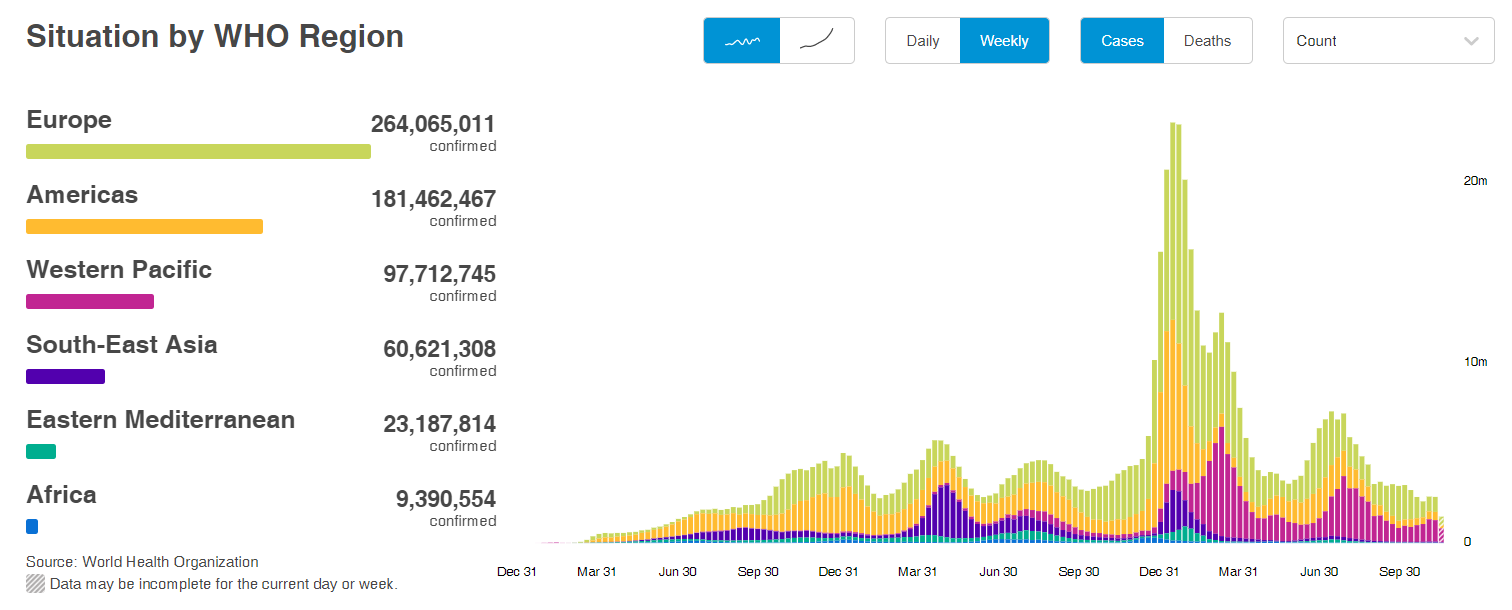 Situation by WHO Region
Daily
Weekly
Cases
Deaths
Count
Europe
264,065,011
confirmed
Americas
181,462,467
confirmed
Western Pacific
97,712,745
confirmed
South-East Asia
60,621,308
confirmed
Eastern Mediterranean
23,187,814
confirmed
Africa
9,390,554
confirmed
Source: World Health Organization
Data may be incomplete for the current day or week.
20m
10m
0
Dec 31 Mar 31 Jun 30 Sep 30 Dec 31 Mar 31 Jun 30 Sep 30 Dec 31 Mar 31 Jun 30 Sep 30